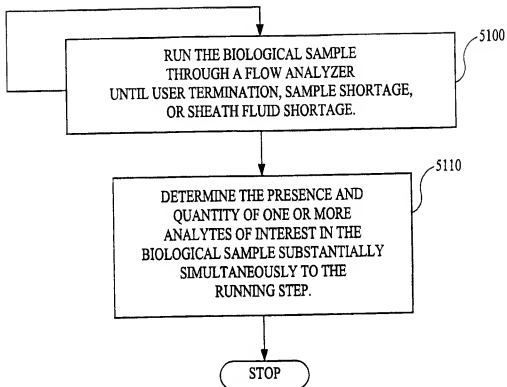 RUN THE BIOLOGICAL SAMPLE
THROUGH A FLOW ANALYZER
UNTIL USER TERMINATION, SAMPLE SHORTAGE,
OR SHEATH FLUID SHORTAGE.
5100
DETERMINE THE PRESENCE AND
QUANTITY OF ONE OR MORE
ANALYTES OF INTEREST IN THE
BIOLOGICAL SAMPLE SUBSTANTIALLY
SIMULTANEOUSLY TO THE
RUNNING STEP.
5110
STOP